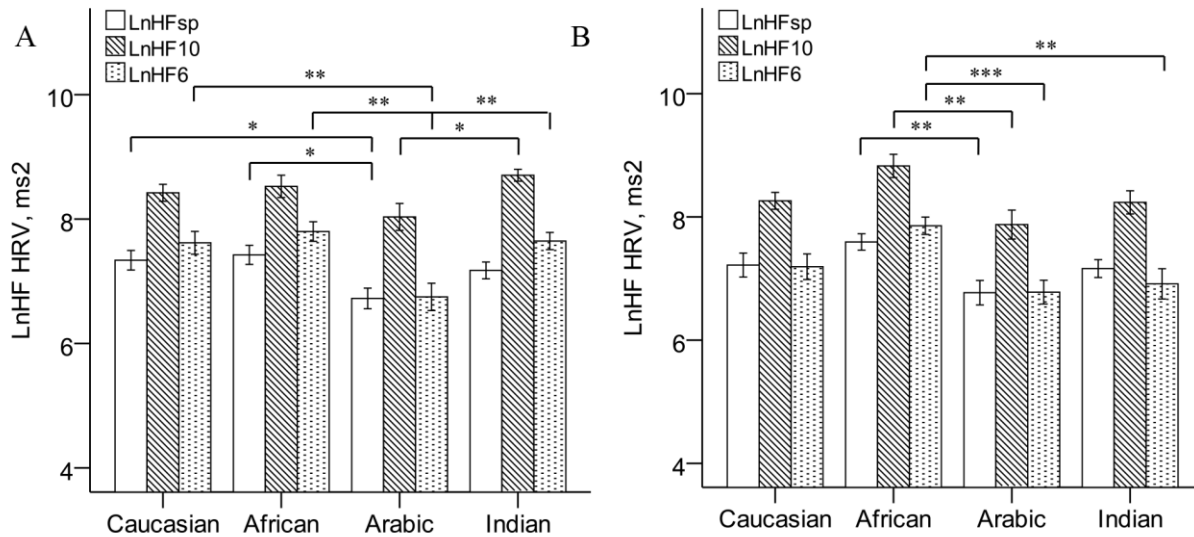 A
LnHFsp
LnHF10
LnHF6
LnHF HRV, ms2
10
8
6
4
**
** **
* *
*
Caucasian African Arabic Indian
B
LnHFsp
LnHF10
LnHF6
LnHF HRV, ms2
10
8
6
4
**
***
**
**
Caucasian African Arabic Indian